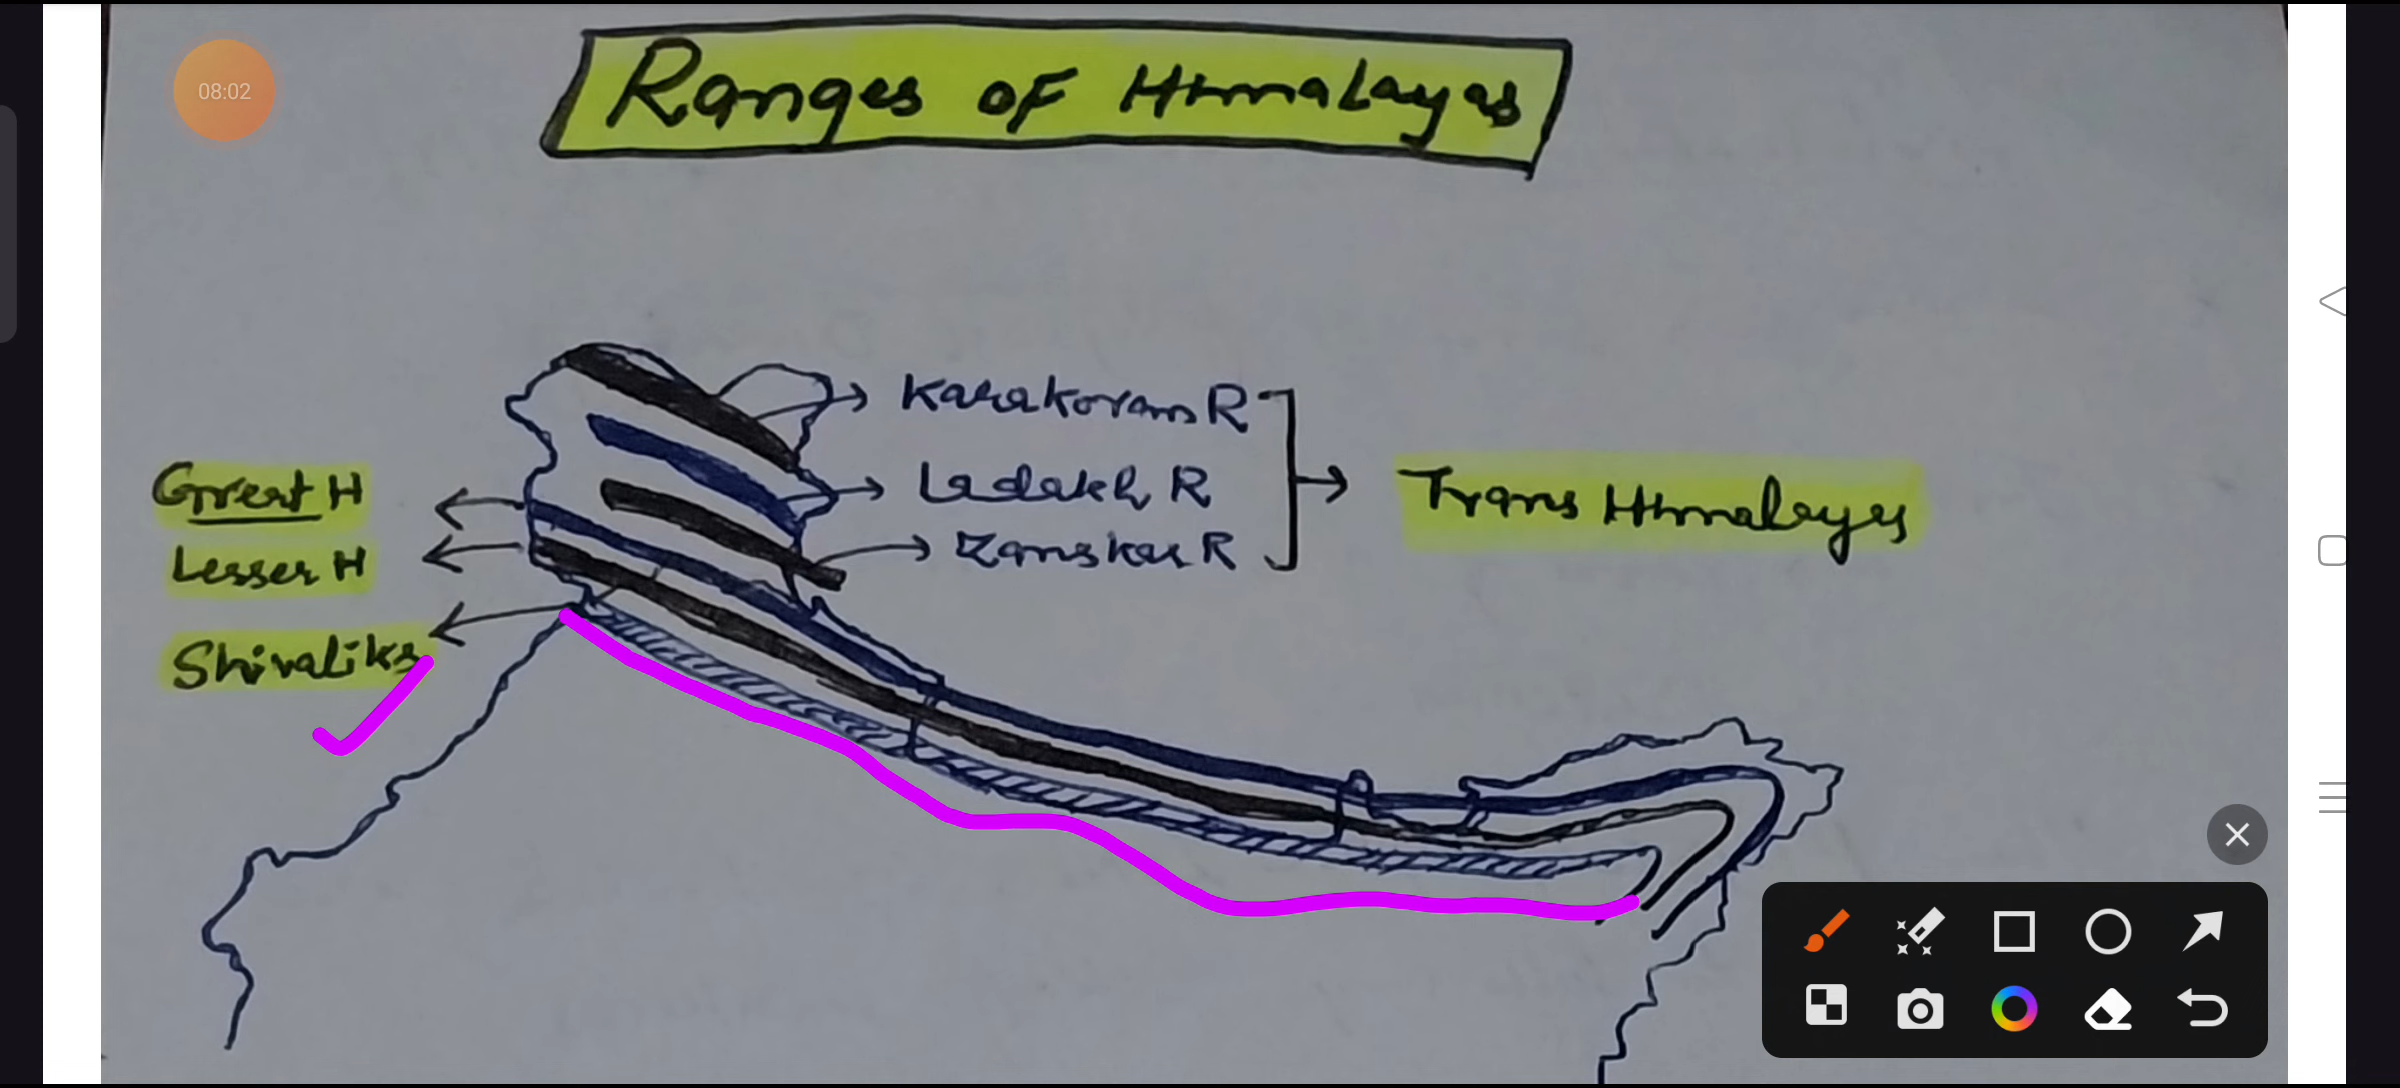 08:02
Ranges of Himalayas
Karakoram R
Ladakh R
Zanskar R
Trans Himalayas
Great H
Lesser H
Shivaliks